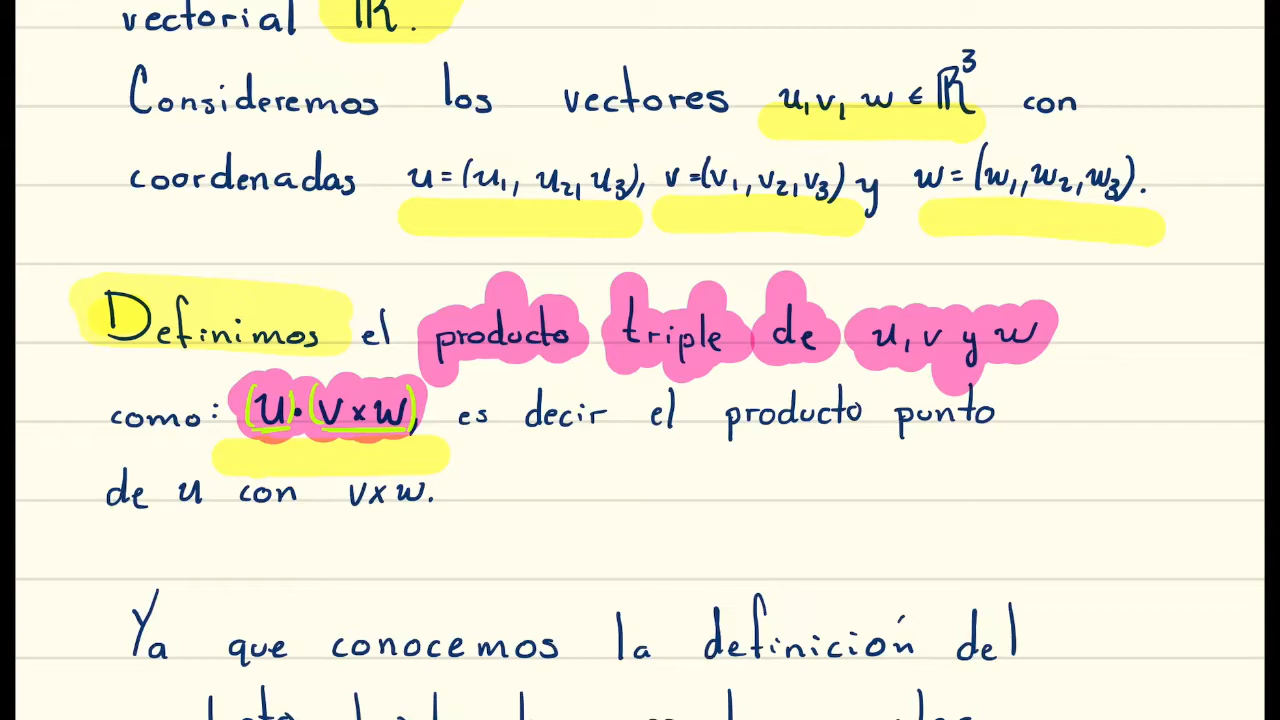 vectorial ℝ.
Consideremos los vectores u, v, w ∈ ℝ³ con
coordenadas u = (u₁, u₂, u₃), v = (v₁, v₂, v₃) y w = (w₁, w₂, w₃).
Definimos el producto triple de u, v y w
como: (u)·(v×w), es decir el producto punto
de u con v×w.
Ya que conocemos la definición del